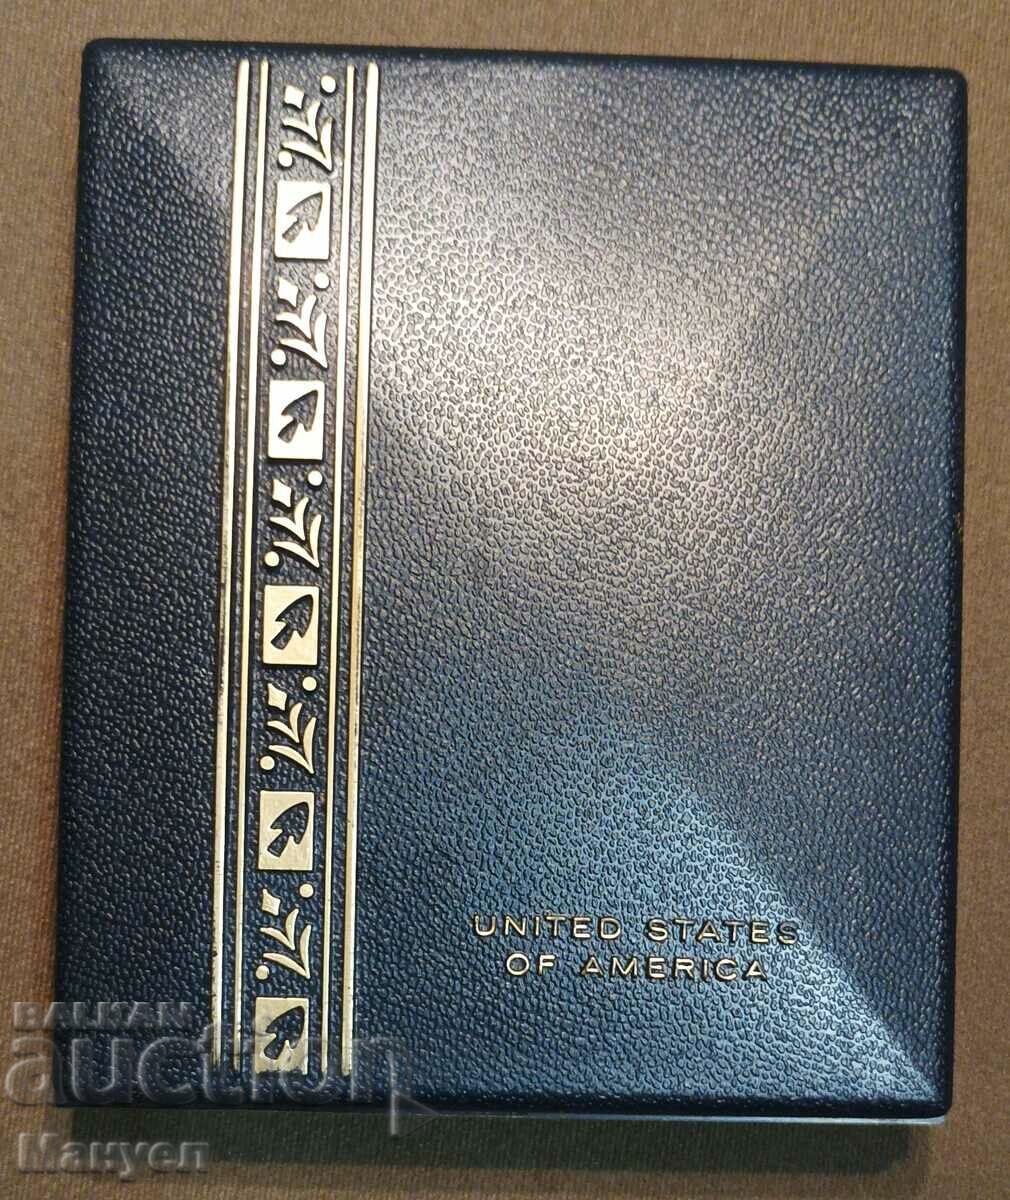 UNITED STATES
OF AMERICA
BALKAN
auction
Мануел